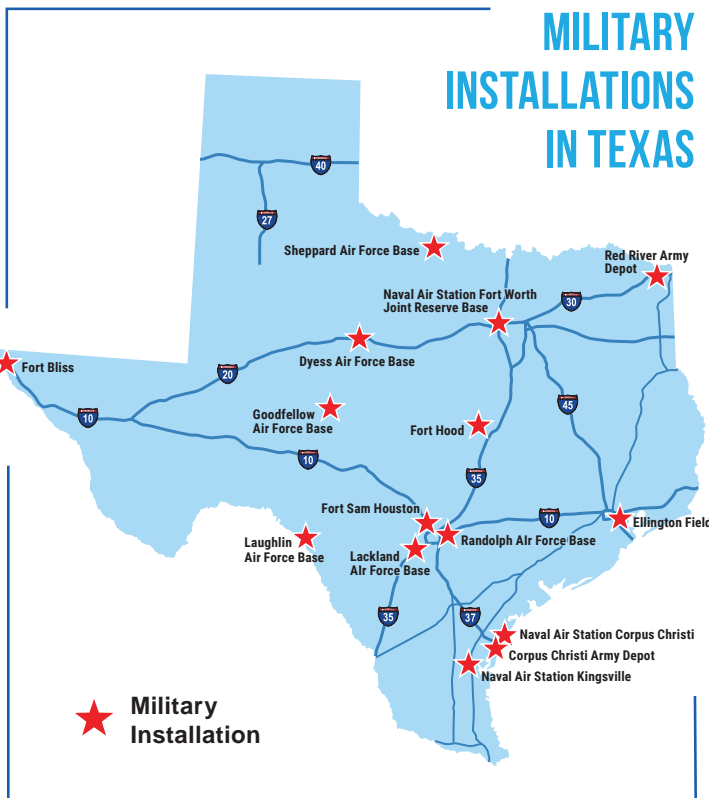 MILITARY
INSTALLATIONS
IN TEXAS
40
27
Sheppard Air Force Base
Red River Army
Depot
Naval Air Station Fort Worth
Joint Reserve Base
30
Dyess Air Force Base
Fort Bliss
20
10
Goodfellow
Air Force Base
45
Fort Hood
10
35
Fort Sam Houston
10
Ellington Field
Randolph AIr Force Base
Laughlin
Air Force Base
Lackland
AIr Force Base
35
37
Naval Air Station Corpus Christi
Corpus Christi Army Depot
Naval Air Station Kingsville
Military
Installation